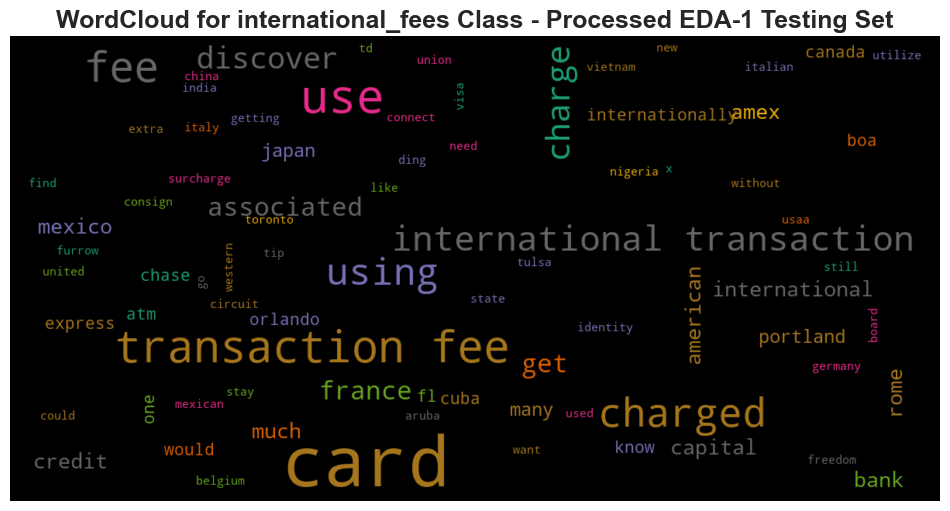 WordCloud for international_fees Class - Processed EDA-1 Testing Set
td
new
union
canada
utilize
fee
discover
charge
china
vietnam
italian
india
use
visa
internationally
amex
getting
connect
extra
italy
boa
japan
need
ding
nigeria
x
find
surcharge
like
without
consign
associated
mexico
toronto
usaa
international transaction
furrow
western
tip
united
chase
go
using
tulsa
still
american
international
circuit
state
atm
orlando
express
identity
board
transaction fee
portland
get
germany
rome
france
fl
cuba
stay
one
mexican
many
used
charged
could
aruba
much
card
would
want
know
capital
credit
freedom
belgium
bank